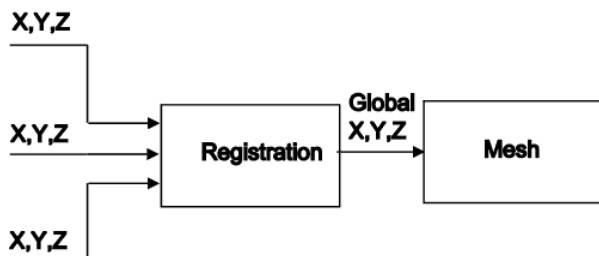 X,Y,Z
X,Y,Z
X,Y,Z
Registration
Global
X,Y,Z
Mesh